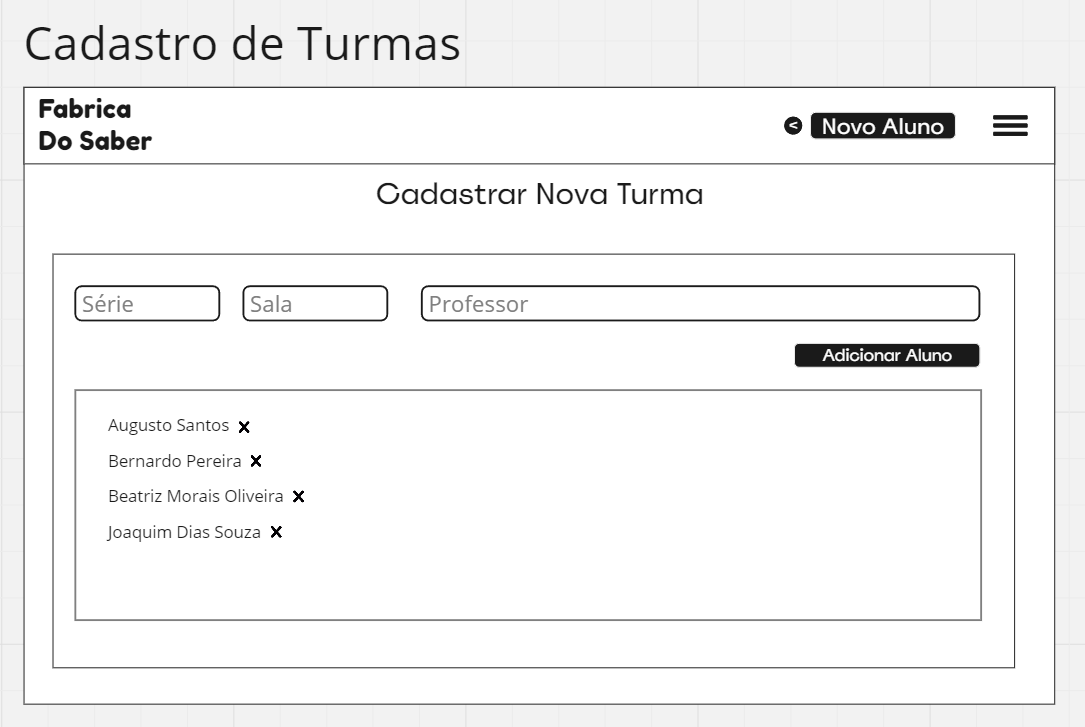 Cadastro de Turmas
Fabrica
Do Saber
< Novo Aluno
Cadastrar Nova Turma
Série Sala Professor
Adicionar Aluno
Augusto Santos
Bernardo Pereira
Beatriz Morais Oliveira
Joaquim Dias Souza